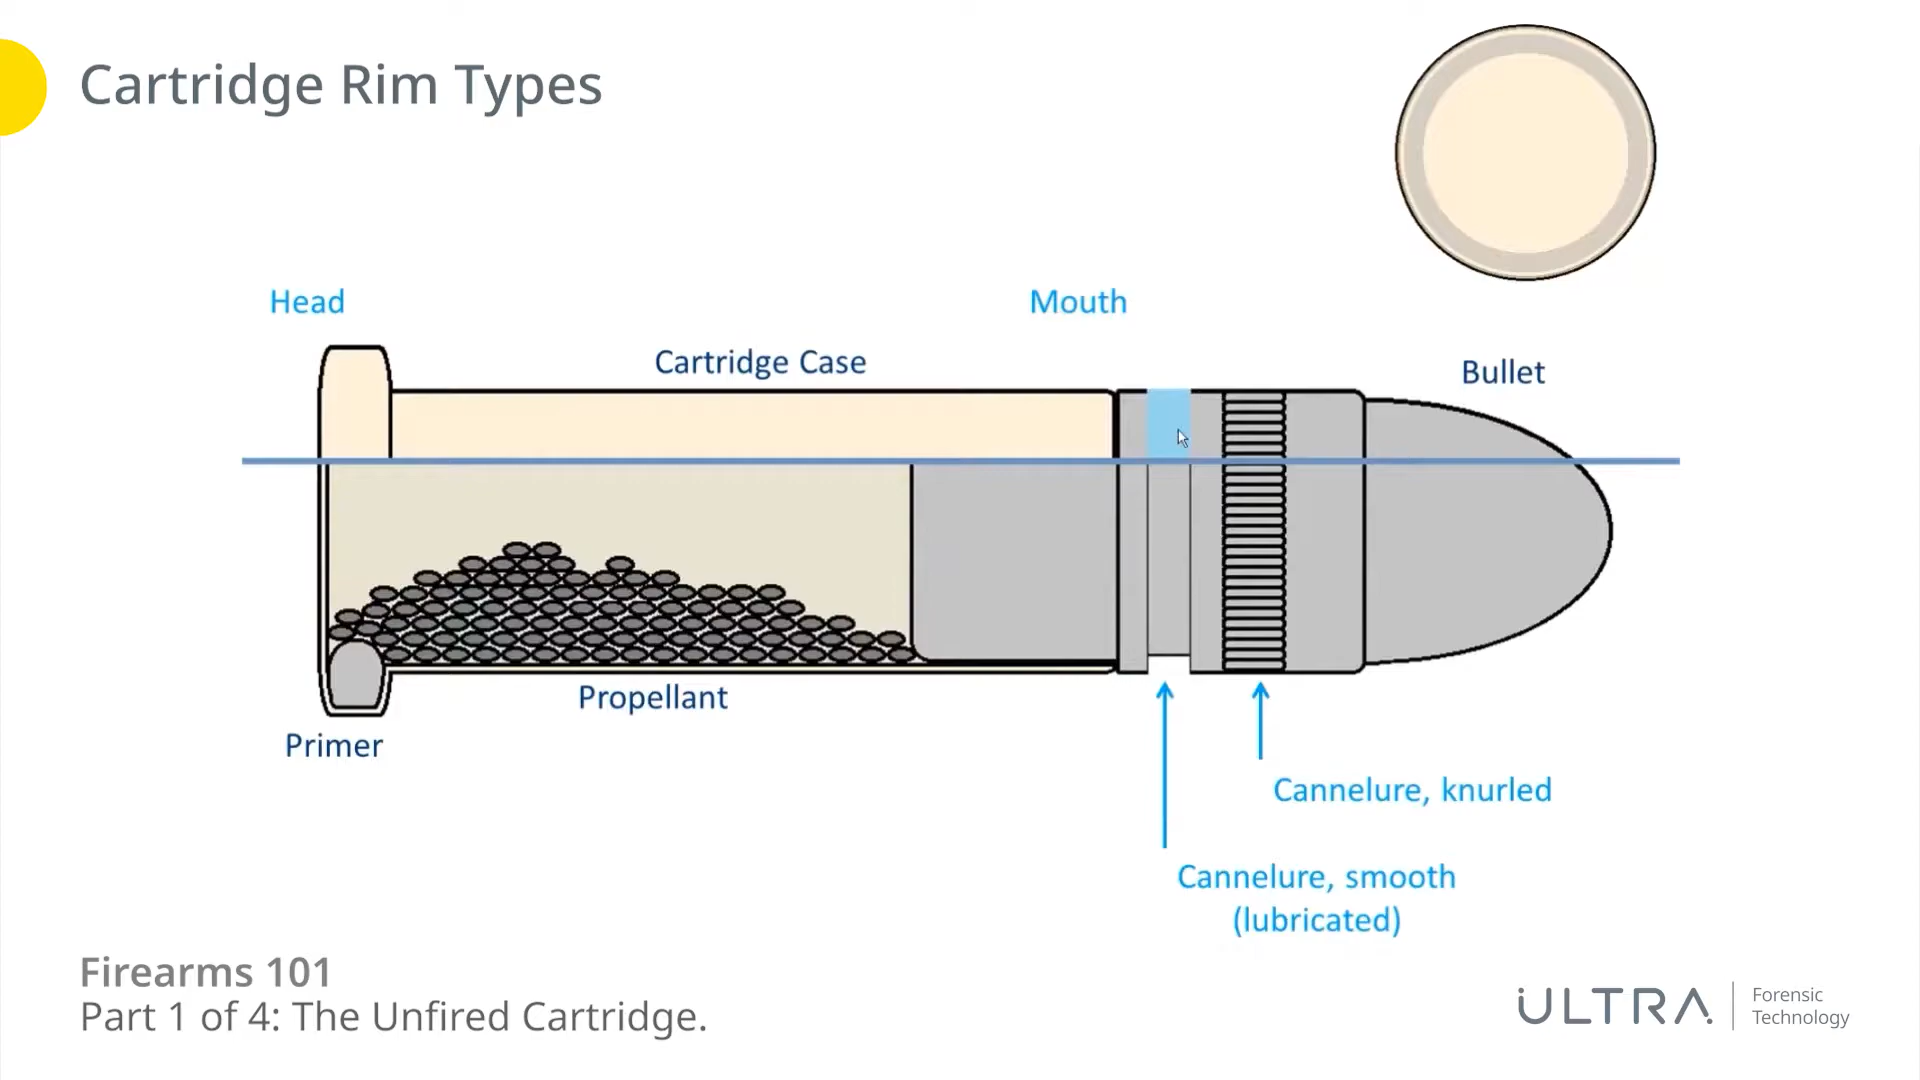 Cartridge Rim Types
Head
Mouth
Cartridge Case
Bullet
Propellant
Primer
Cannelure, knurled
Cannelure, smooth
(lubricated)
Firearms 101
Part 1 of 4: The Unfired Cartridge.
ULTRA
Forensic
Technology